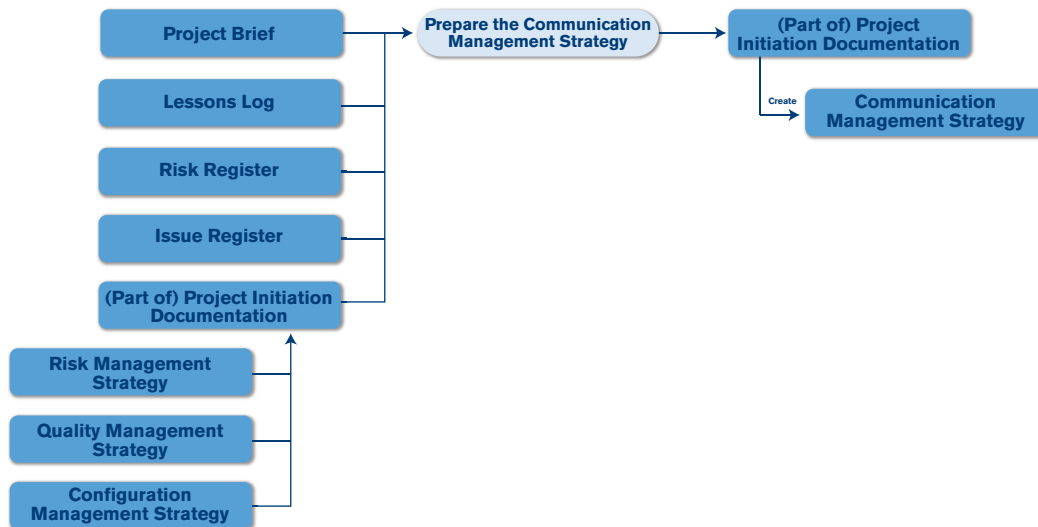 Project Brief
Prepare the Communication
Management Strategy
(Part of) Project
Initiation Documentation
Create
Communication
Management Strategy
Lessons Log
Risk Register
Issue Register
(Part of) Project Initiation
Documentation
Risk Management
Strategy
Quality Management
Strategy
Configuration
Management Strategy